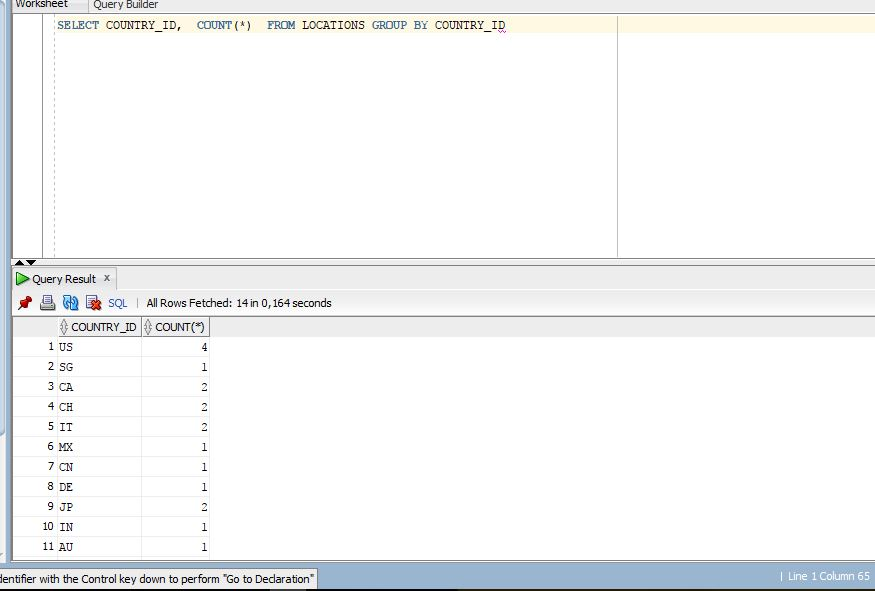 Worksheet Query Builder
SELECT COUNTRY_ID,  COUNT(*)  FROM LOCATIONS GROUP BY COUNTRY_ID
Query Result x
SQL | All Rows Fetched: 14 in 0,164 seconds
COUNTRY_ID COUNT(*)
1 US 4
2 SG 1
3 CA 2
4 CH 2
5 IT 2
6 MX 1
7 CN 1
8 DE 1
9 JP 2
10 IN 1
11 AU 1
dentifier with the Control key down to perform "Go to Declaration" | Line 1 Column 65